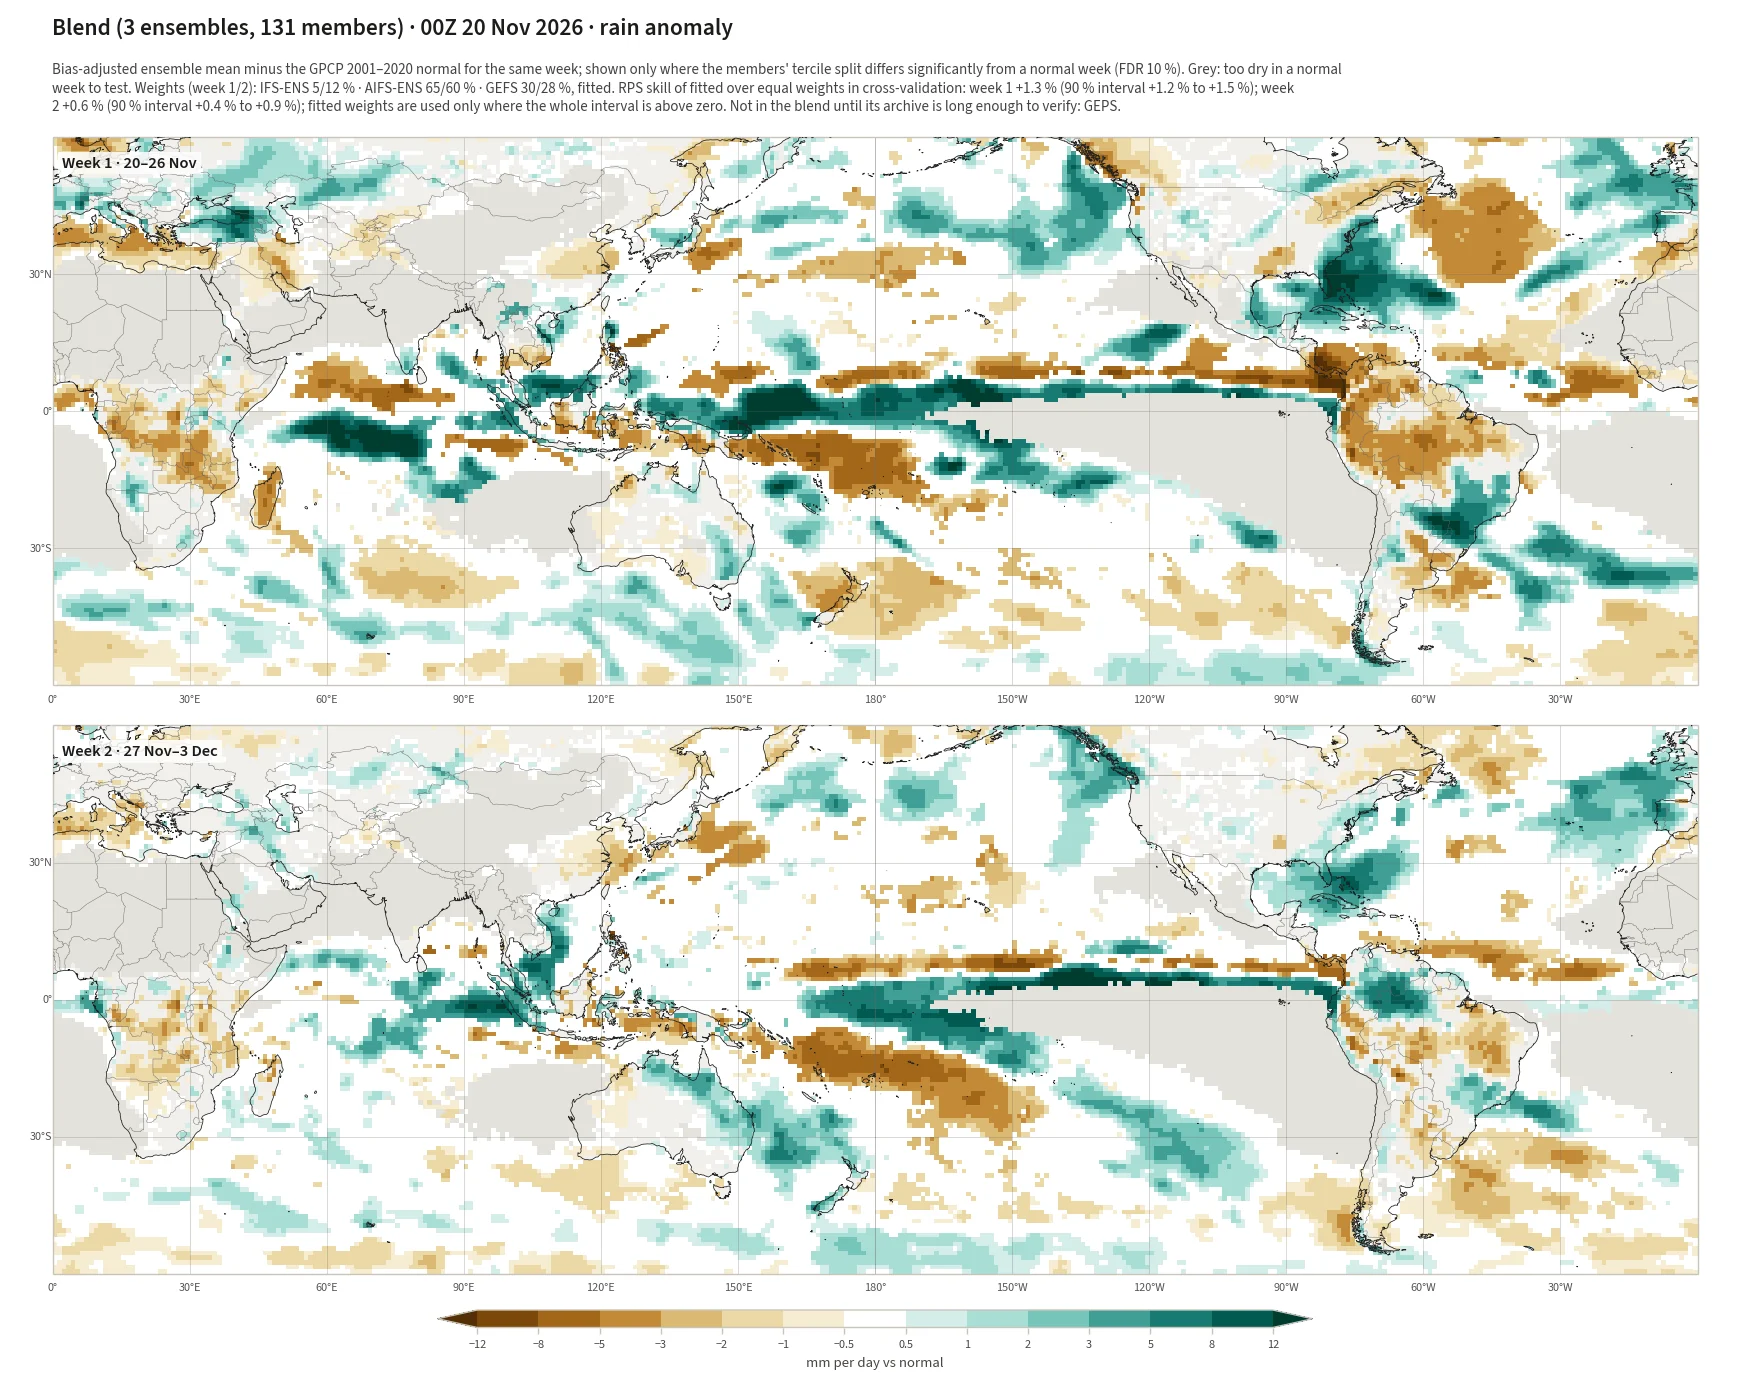 Blend (3 ensembles, 131 members) · 00Z 20 Nov 2026 · rain anomaly
Bias-adjusted ensemble mean minus the GPCP 2001–2020 normal for the same week; shown only where the members' tercile split differs significantly from a normal week (FDR 10 %). Grey: too dry in a normal
week to test. Weights (week 1/2): IFS-ENS 5/12 % · AIFS-ENS 65/60 % · GEFS 30/28 %, fitted. RPS skill of fitted over equal weights in cross-validation: week 1 +1.3 % (90 % interval +1.2 % to +1.5 %); week
2 +0.6 % (90 % interval +0.4 % to +0.9 %); fitted weights are used only where the whole interval is above zero. Not in the blend until its archive is long enough to verify: GEPS.
Week 1 · 20–26 Nov
30°N
0°
30°S
0° 30°E 60°E 90°E 120°E 150°E 180° 150°W 120°W 90°W 60°W 30°W
Week 2 · 27 Nov–3 Dec
30°N
0°
30°S
0° 30°E 60°E 90°E 120°E 150°E 180° 150°W 120°W 90°W 60°W 30°W
−12 −8 −5 −3 −2 −1 −0.5 0.5 1 2 3 5 8 12
mm per day vs normal